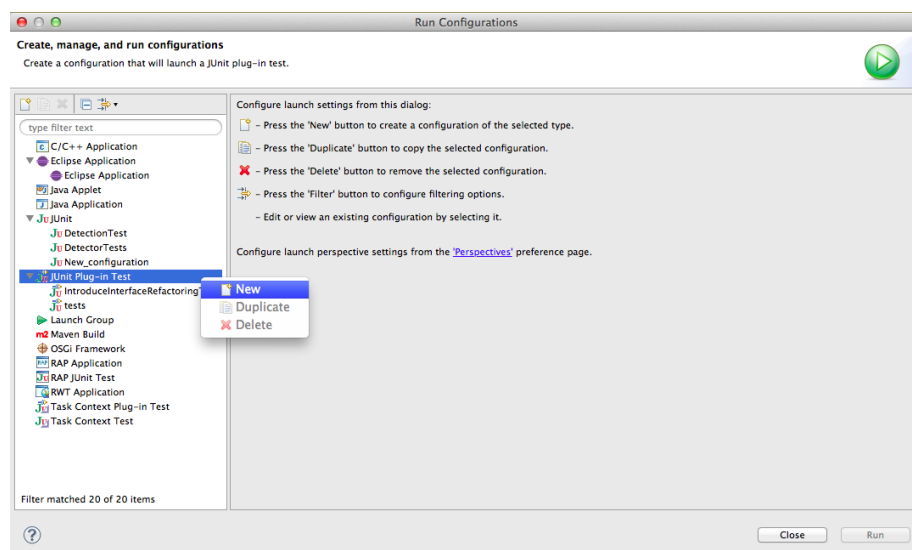 Run Configurations
Create, manage, and run configurations
Create a configuration that will launch a JUnit plug-in test.
type filter text
C/C++ Application
Eclipse Application
Eclipse Application
Java Applet
Java Application
JUnit
DetectionTest
DetectorTests
New_configuration
JUnit Plug-in Test
IntroduceInterfaceRefactoring
tests
Launch Group
m2 Maven Build
OSGi Framework
RAP Application
RAP JUnit Test
RWT Application
Task Context Plug-in Test
Task Context Test
Filter matched 20 of 20 items
New
Duplicate
Delete
Configure launch settings from this dialog:
- Press the 'New' button to create a configuration of the selected type.
- Press the 'Duplicate' button to copy the selected configuration.
- Press the 'Delete' button to remove the selected configuration.
- Press the 'Filter' button to configure filtering options.
- Edit or view an existing configuration by selecting it.
Configure launch perspective settings from the 'Perspectives' preference page.
?
Close
Run